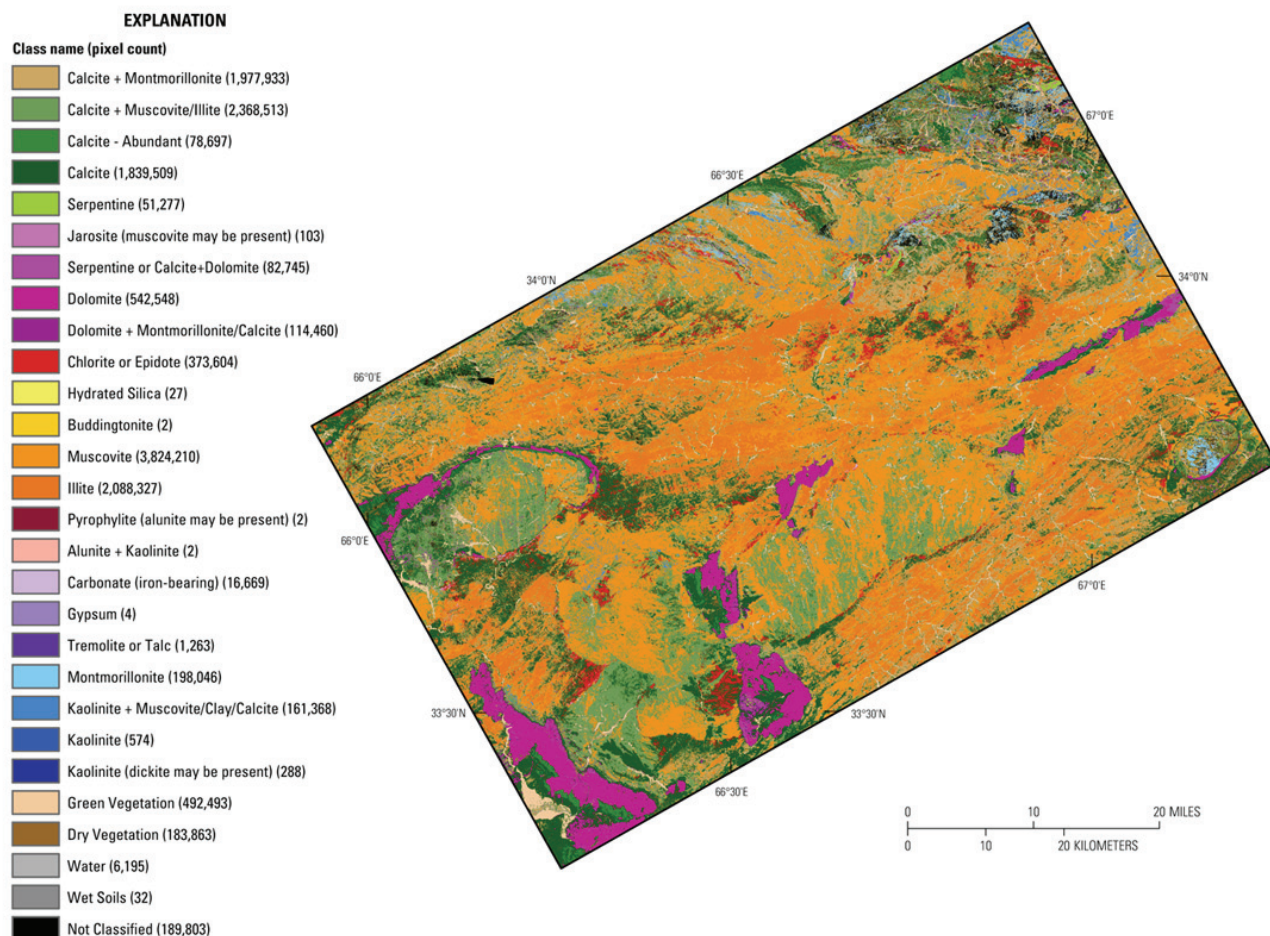 EXPLANATION
Class name (pixel count)
Calcite + Montmorillonite (1,977,933)
Calcite + Muscovite/Illite (2,368,513)
Calcite - Abundant (78,697)
Calcite (1,839,509)
Serpentine (51,277)
Jarosite (muscovite may be present) (103)
Serpentine or Calcite+Dolomite (82,745)
Dolomite (542,548)
Dolomite + Montmorillonite/Calcite (114,460)
Chlorite or Epidote (373,604)
Hydrated Silica (27)
Buddingtonite (2)
Muscovite (3,824,210)
Illite (2,088,327)
Pyrophylite (alunite may be present) (2)
Alunite + Kaolinite (2)
Carbonate (iron-bearing) (16,669)
Gypsum (4)
Tremolite or Talc (1,263)
Montmorillonite (198,046)
Kaolinite + Muscovite/Clay/Calcite (161,368)
Kaolinite (574)
Kaolinite (dickite may be present) (288)
Green Vegetation (492,493)
Dry Vegetation (183,863)
Water (6,195)
Wet Soils (32)
Not Classified (189,803)
67°0'E
66°30'E
34°0'N
34°0'N
66°0'E
66°0'E
67°0'E
33°30'N
33°30'N
66°30'E
0 10 20 MILES
0 10 20 KILOMETERS